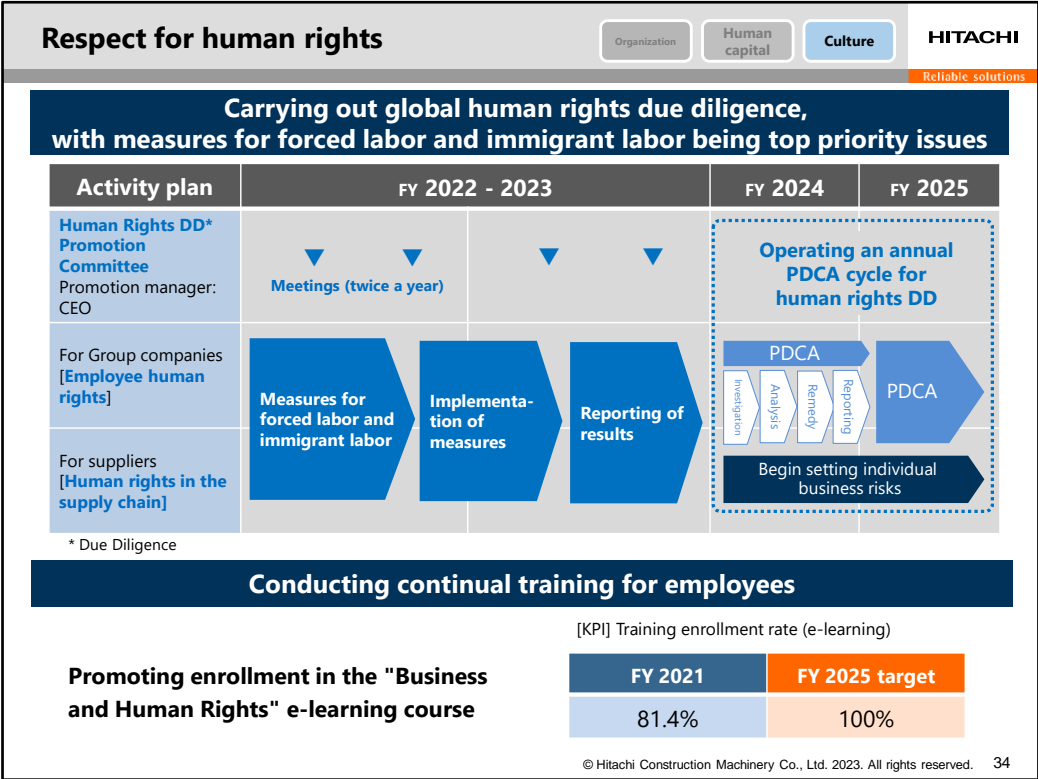 Respect for human rights
Organization
Human
capital
Culture
HITACHI
Reliable solutions
Carrying out global human rights due diligence,
with measures for forced labor and immigrant labor being top priority issues
Activity plan
FY 2022 - 2023
FY 2024
FY 2025
Human Rights DD*
Promotion
Committee
Promotion manager:
CEO
Meetings (twice a year)
Operating an annual
PDCA cycle for
human rights DD
For Group companies
[Employee human
rights]
For suppliers
[Human rights in the
supply chain]
Measures for
forced labor and
immigrant labor
Implementa-
tion of
measures
Reporting of
results
PDCA
Investigation
Analysis
Remedy
Reporting
PDCA
Begin setting individual
business risks
* Due Diligence
Conducting continual training for employees
[KPI] Training enrollment rate (e-learning)
Promoting enrollment in the "Business
and Human Rights" e-learning course
FY 2021
FY 2025 target
81.4%
100%
© Hitachi Construction Machinery Co., Ltd. 2023. All rights reserved.
34